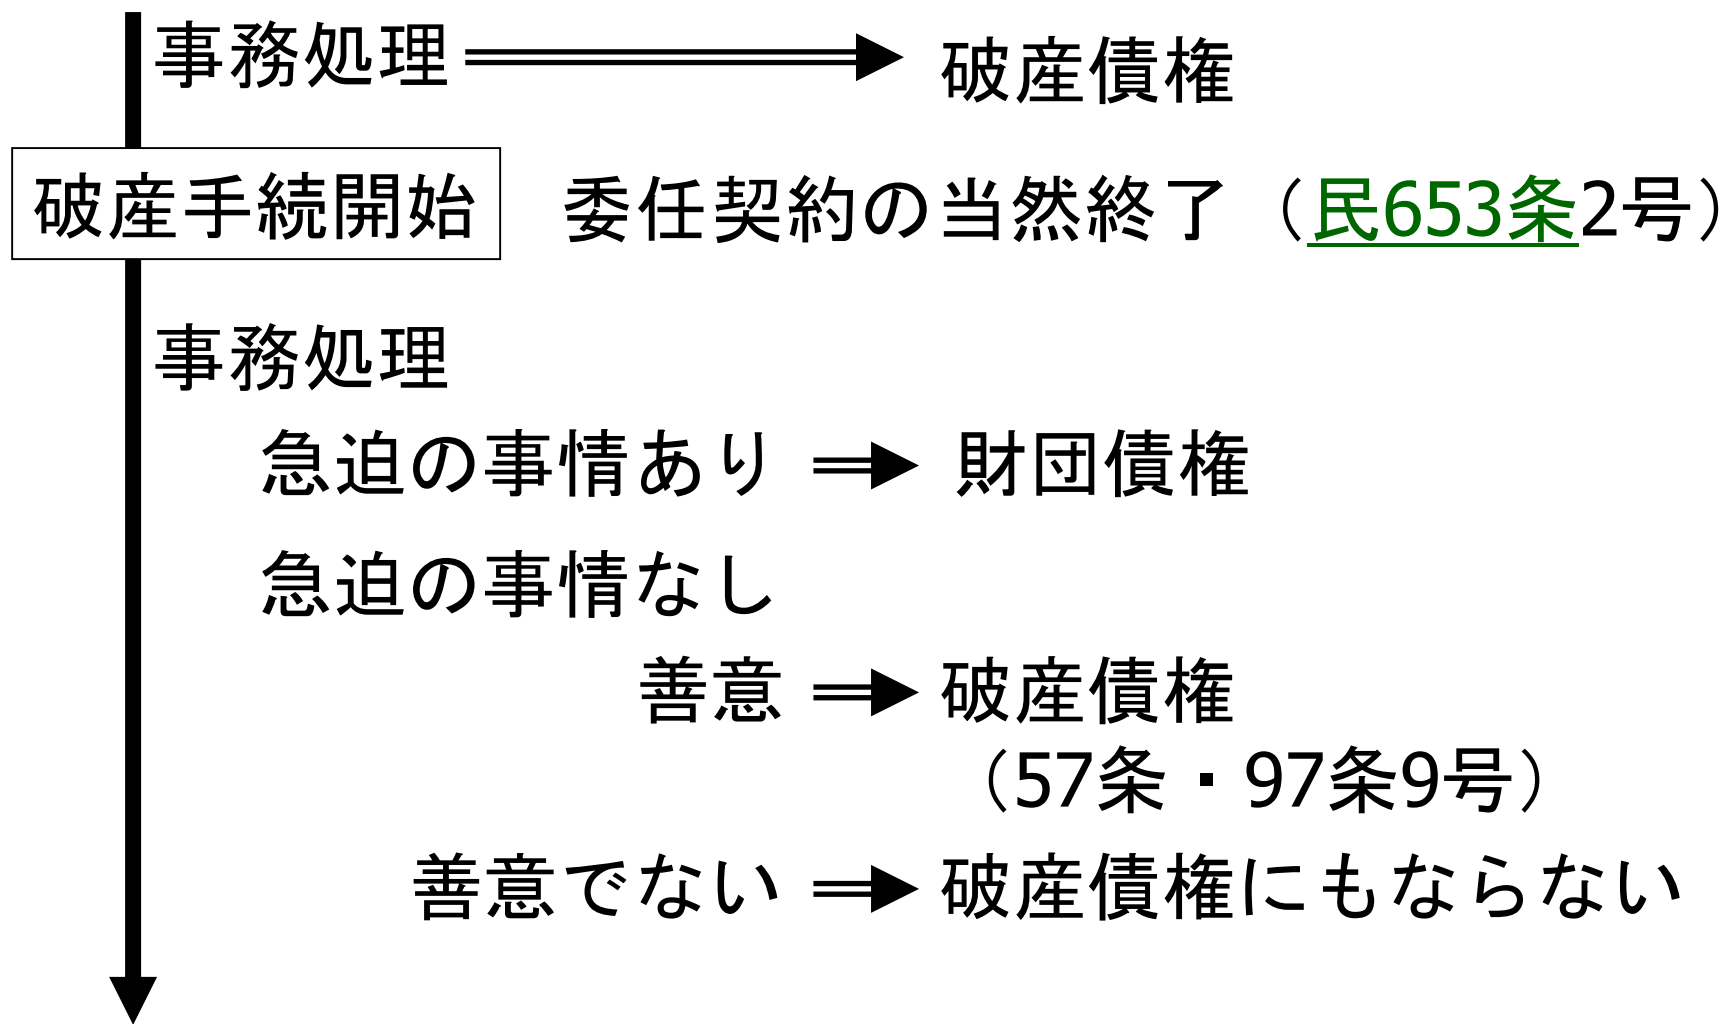 事務処理 破産債権
破産手続開始 委任契約の当然終了（民653条2号）
事務処理
急迫の事情あり 財団債権
急迫の事情なし
善意 破産債権
（57条・97条9号）
善意でない 破産債権にもならない